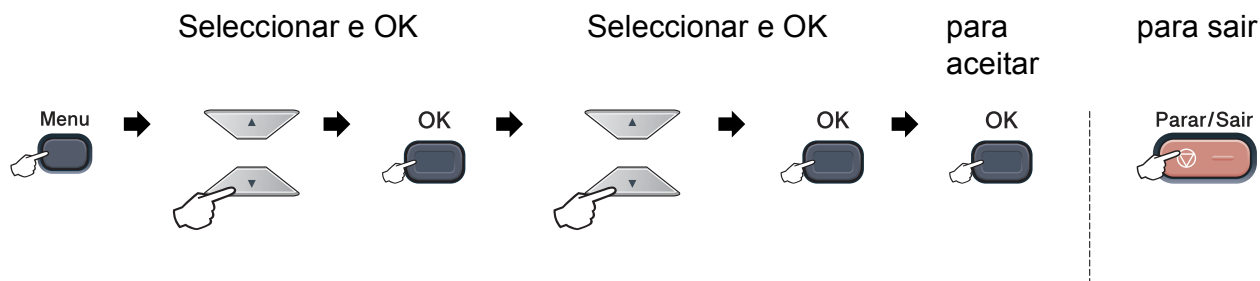 Seleccionar e OK
Seleccionar e OK
para
aceitar
para sair
Menu
OK
OK
OK
Parar/Sair